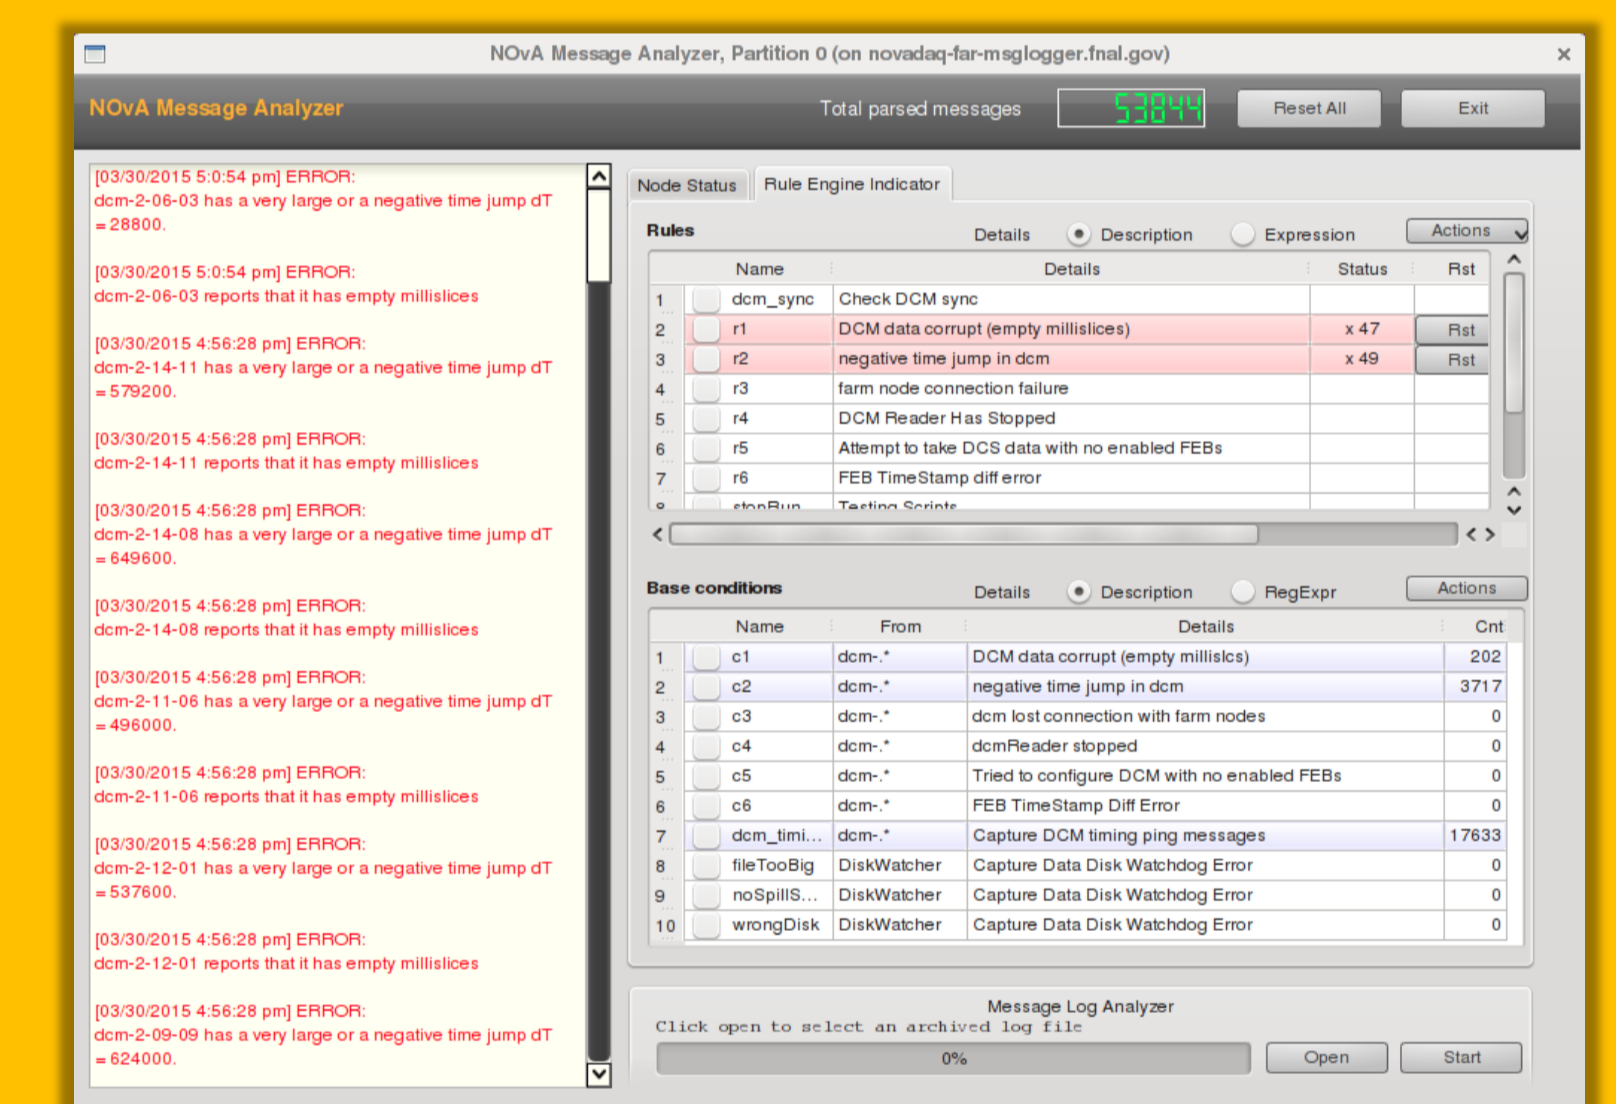 NOvA Message Analyzer, Partition 0 (on novadaq-far-msglogger.fnal.gov)
NOvA Message Analyzer
Total parsed messages
53844
Reset All
Exit
[03/30/2015 5:0:54 pm] ERROR:
dcm-2-06-03 has a very large or a negative time jump dT
= 28800.
[03/30/2015 5:0:54 pm] ERROR:
dcm-2-06-03 reports that it has empty millislices
[03/30/2015 4:56:28 pm] ERROR:
dcm-2-14-11 has a very large or a negative time jump dT
= 579200.
[03/30/2015 4:56:28 pm] ERROR:
dcm-2-14-11 reports that it has empty millislices
[03/30/2015 4:56:28 pm] ERROR:
dcm-2-14-08 has a very large or a negative time jump dT
= 649600.
[03/30/2015 4:56:28 pm] ERROR:
dcm-2-14-08 reports that it has empty millislices
[03/30/2015 4:56:28 pm] ERROR:
dcm-2-11-06 has a very large or a negative time jump dT
= 496000.
[03/30/2015 4:56:28 pm] ERROR:
dcm-2-11-06 reports that it has empty millislices
[03/30/2015 4:56:28 pm] ERROR:
dcm-2-12-01 has a very large or a negative time jump dT
= 537600.
[03/30/2015 4:56:28 pm] ERROR:
dcm-2-12-01 reports that it has empty millislices
[03/30/2015 4:56:28 pm] ERROR:
dcm-2-09-09 has a very large or a negative time jump dT
= 624000.
Node Status Rule Engine Indicator
Rules Details Description Expression Actions
Name Details Status Rst
1 dcm_sync Check DCM sync
2 r1 DCM data corrupt (empty millislices) x 47 Rst
3 r2 negative time jump in dcm x 49 Rst
4 r3 farm node connection failure
5 r4 DCM Reader Has Stopped
6 r5 Attempt to take DCS data with no enabled FEBs
7 r6 FEB TimeStamp diff error
8 stopRun Testing Scripts
Base conditions Details Description RegExpr Actions
Name From Details Cnt
1 c1 dcm-.* DCM data corrupt (empty millislcs) 202
2 c2 dcm-.* negative time jump in dcm 3717
3 c3 dcm-.* dcm lost connection with farm nodes 0
4 c4 dcm-.* dcmReader stopped 0
5 c5 dcm-.* Tried to configure DCM with no enabled FEBs 0
6 c6 dcm-.* FEB TimeStamp Diff Error 0
7 dcm_timi... dcm-.* Capture DCM timing ping messages 17633
8 fileTooBig DiskWatcher Capture Data Disk Watchdog Error 0
9 noSpillS... DiskWatcher Capture Data Disk Watchdog Error 0
10 wrongDisk DiskWatcher Capture Data Disk Watchdog Error 0
Message Log Analyzer
Click open to select an archived log file
0%
Open
Start